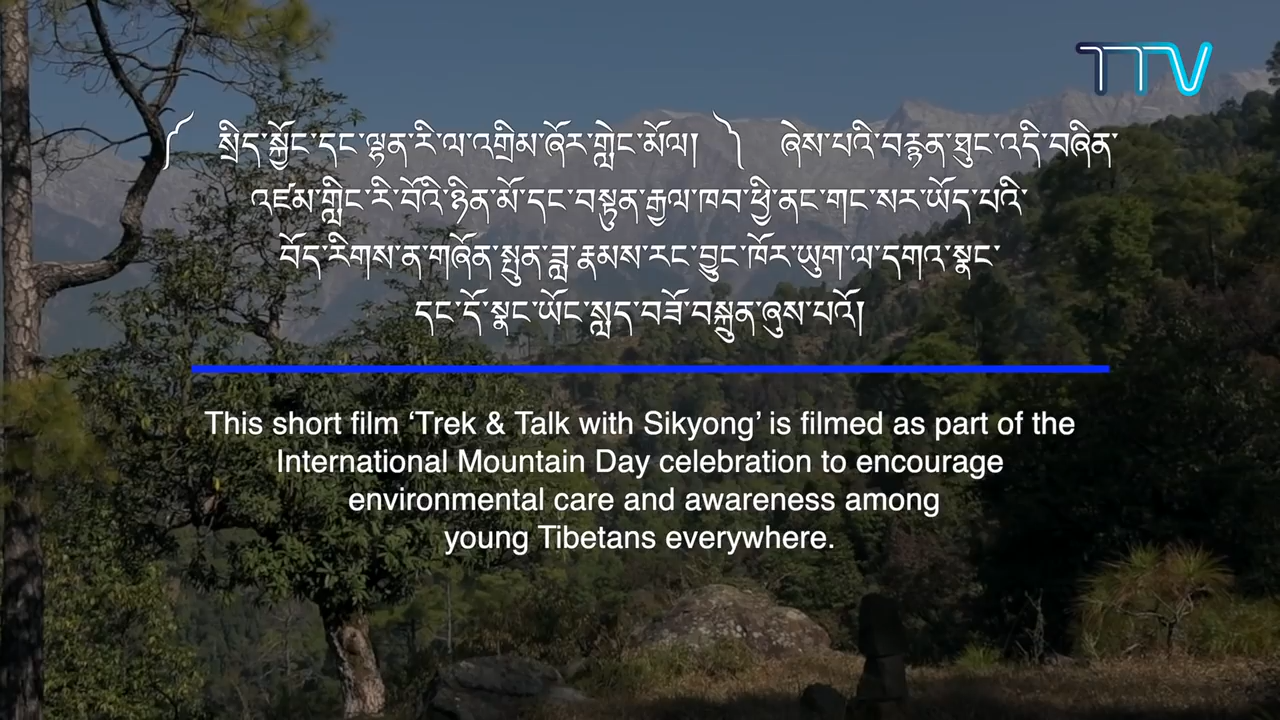 TTV
༼ སྲིད་སྐྱོང་དང་ལྷན་རི་ལ་འགྲིམ་ཞོར་གླེང་མོལ། ༽ ཞེས་པའི་བརྙན་ཐུང་འདི་བཞིན་
འཛམ་གླིང་རི་བོའི་ཉིན་མོ་དང་བསྟུན་རྒྱལ་ཁབ་ཕྱི་ནང་གང་སར་ཡོད་པའི་
བོད་རིགས་ན་གཞོན་སྤུན་ཟླ་རྣམས་རང་བྱུང་ཁོར་ཡུག་ལ་དགའ་སྣང་
དང་དོ་སྣང་ཡོང་སླད་བཟོ་བསྐྲུན་ཞུས་པའོ།
This short film ‘Trek & Talk with Sikyong’ is filmed as part of the
International Mountain Day celebration to encourage
environmental care and awareness among
young Tibetans everywhere.